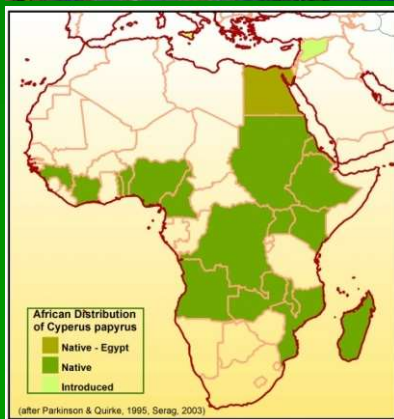 African Distribution
of Cyperus papyrus
Native - Egypt
Native
Introduced
(after Parkinson & Quirke, 1995, Serag, 2003)